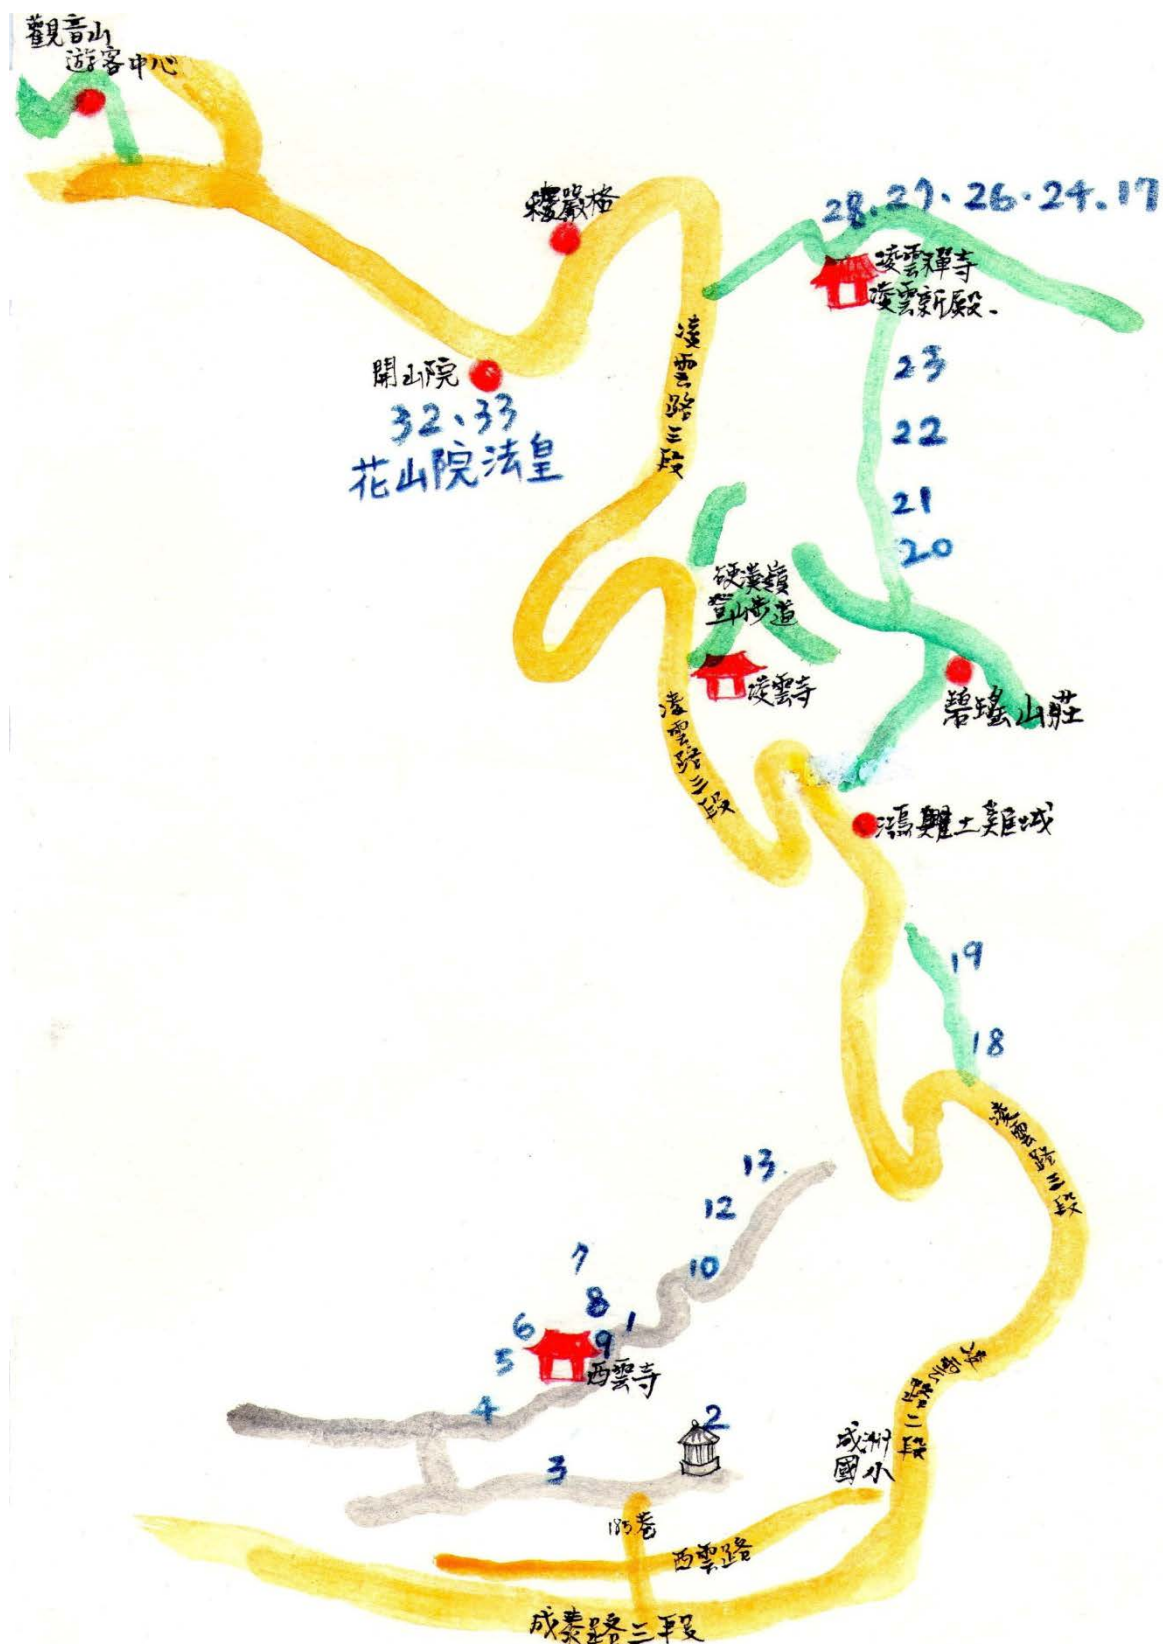 觀音山
遊客中心
28.27.26.24.17
凌雲禪寺
凌雲新殿.
凌雲路三段
23
開山院
32、33
花山院法皇
22
21
20
硬漢嶺
登山步道
凌雲寺
碧瑤山莊
凌雲路三段
土雞城
19
18
凌雲路三段
13.
12
7
10
8
6
1
9
5
西雲寺
4
2
3
凌雲路二段
成洲
國小
185巷
西雲路
成泰路三段